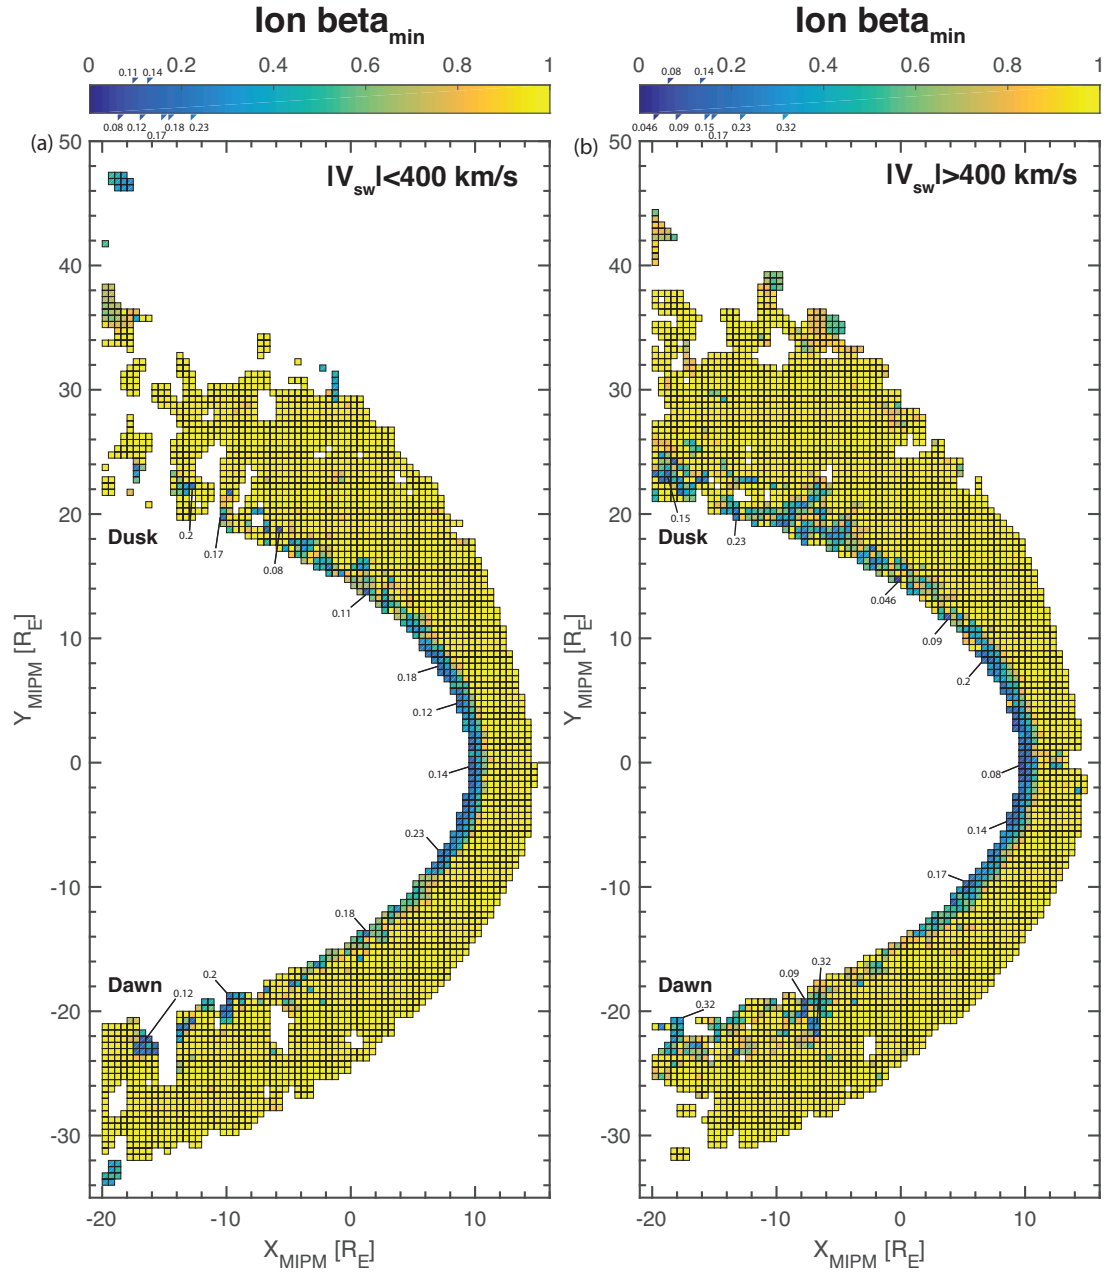 Ion beta_min
0 0.2 0.4 0.6 0.8 1
0.11 0.14
0.08 0.12 0.17 0.18 0.23
(a)
|V_sw|<400 km/s
50
40
30
20
10
0
-10
-20
-30
Y_MIPM [R_E]
Dusk
0.2
0.17
0.08
0.11
0.18
0.12
0.14
0.23
0.18
Dawn
0.2
0.12
-20 -10 0 10
X_MIPM [R_E]
Ion beta_min
0 0.2 0.4 0.6 0.8 1
0.08 0.14
0.046 0.09 0.15 0.17 0.23 0.32
(b)
|V_sw|>400 km/s
50
40
30
20
10
0
-10
-20
-30
Y_MIPM [R_E]
Dusk
0.15
0.23
0.046
0.09
0.2
0.08
0.14
0.17
Dawn
0.32
0.09
0.32
-20 -10 0 10
X_MIPM [R_E]